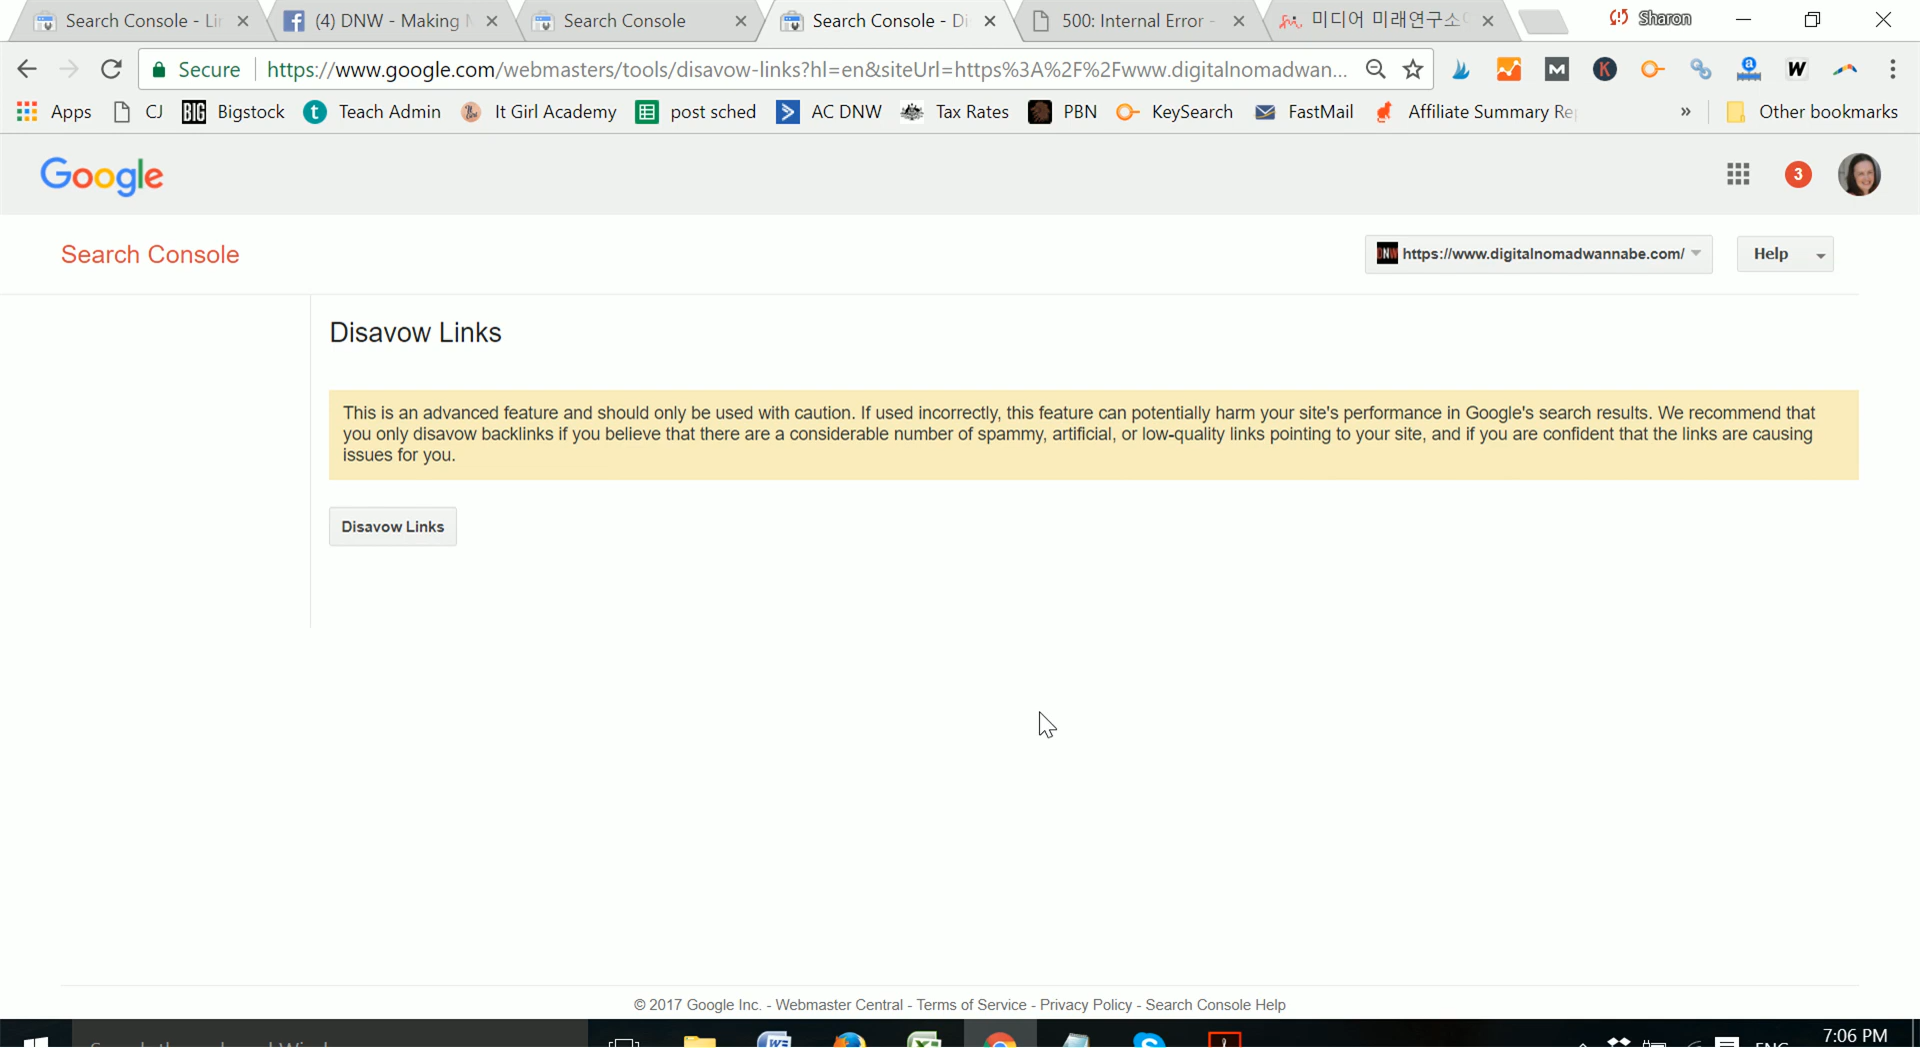 Search Console - Li
(4) DNW - Making
Search Console
Search Console - Di
500: Internal Error -
미디어 미래연구소
Sharon
Secure
https://www.google.com/webmasters/tools/disavow-links?hl=en&siteUrl=https%3A%2F%2Fwww.digitalnomadwan...
Apps
CJ
BIG
Bigstock
Teach Admin
It Girl Academy
post sched
AC DNW
Tax Rates
PBN
KeySearch
FastMail
Affiliate Summary Re
»
Other bookmarks
Google
3
Search Console
DNW
https://www.digitalnomadwannabe.com/
Help
Disavow Links
This is an advanced feature and should only be used with caution. If used incorrectly, this feature can potentially harm your site's performance in Google's search results. We recommend that
you only disavow backlinks if you believe that there are a considerable number of spammy, artificial, or low-quality links pointing to your site, and if you are confident that the links are causing
issues for you.
Disavow Links
© 2017 Google Inc. - Webmaster Central - Terms of Service - Privacy Policy - Search Console Help
ENG
7:06 PM